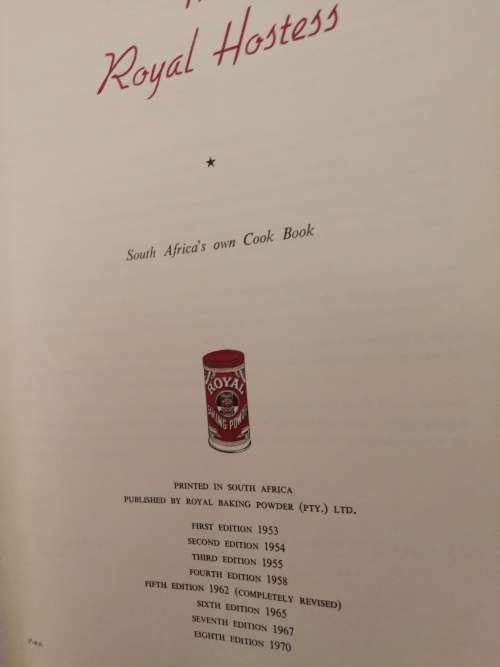 Royal Hostess
★
South Africa's own Cook Book
ROYAL
BAKING POWDER
PRINTED IN SOUTH AFRICA
PUBLISHED BY ROYAL BAKING POWDER (PTY.) LTD.
FIRST EDITION 1953
SECOND EDITION 1954
THIRD EDITION 1955
FOURTH EDITION 1958
FIFTH EDITION 1962 (COMPLETELY REVISED)
SIXTH EDITION 1965
SEVENTH EDITION 1967
EIGHTH EDITION 1970